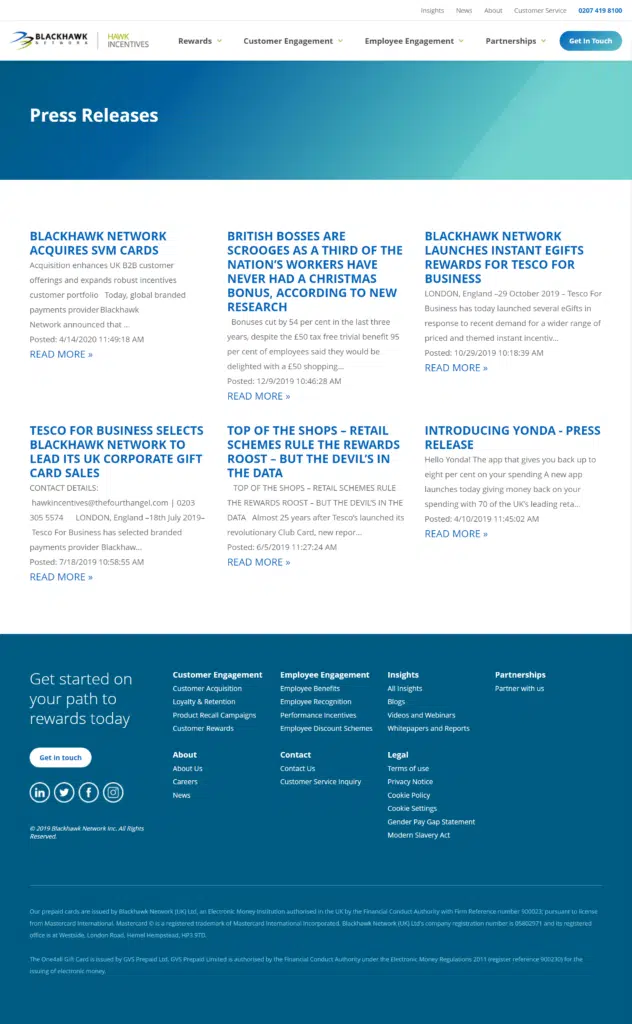 Insights News About Customer Service 0207 419 8100
BLACKHAWK NETWORK HAWK INCENTIVES Rewards Customer Engagement Employee Engagement Partnerships Get In Touch
Press Releases
BLACKHAWK NETWORK
ACQUIRES SVM CARDS
Acquisition enhances UK B2B customer
offerings and expands robust incentives
customer portfolio Today, global branded
payments provider Blackhawk
Network announced that ...
Posted: 4/14/2020 11:49:18 AM
READ MORE »
BRITISH BOSSES ARE
SCROOGES AS A THIRD OF THE
NATION'S WORKERS HAVE
NEVER HAD A CHRISTMAS
BONUS, ACCORDING TO NEW
RESEARCH
Bonuses cut by 54 per cent in the last three
years, despite the £50 tax free trivial benefit 95
per cent of employees said they would be
delighted with a £50 shopping...
Posted: 12/9/2019 10:46:28 AM
READ MORE »
BLACKHAWK NETWORK
LAUNCHES INSTANT EGIFTS
REWARDS FOR TESCO FOR
BUSINESS
LONDON, England –29 October 2019 – Tesco For
Business has today launched several eGifts in
response to recent demand for a wider range of
priced and themed instant incentiv...
Posted: 10/29/2019 10:18:39 AM
READ MORE »
TESCO FOR BUSINESS SELECTS
BLACKHAWK NETWORK TO
LEAD ITS UK CORPORATE GIFT
CARD SALES
CONTACT DETAILS:
hawkincentives@thefourthangel.com | 0203
305 5574 LONDON, England –18th July 2019–
Tesco For Business has selected branded
payments provider Blackhaw...
Posted: 7/18/2019 10:58:55 AM
READ MORE »
TOP OF THE SHOPS – RETAIL
SCHEMES RULE THE REWARDS
ROOST – BUT THE DEVIL'S IN
THE DATA
TOP OF THE SHOPS – RETAIL SCHEMES RULE
THE REWARDS ROOST – BUT THE DEVIL'S IN THE
DATA Almost 25 years after Tesco's launched its
revolutionary Club Card, new repor...
Posted: 6/5/2019 11:27:24 AM
READ MORE »
INTRODUCING YONDA - PRESS
RELEASE
Hello Yonda! The app that gives you back up to
eight per cent on your spending A new app
launches today giving money back on your
spending with 70 of the UK's leading reta...
Posted: 4/10/2019 11:45:02 AM
READ MORE »
Get started on
your path to
rewards today
Get in touch
© 2019 Blackhawk Network Inc. All Rights
Reserved.
Customer Engagement
Customer Acquisition
Loyalty & Retention
Product Recall Campaigns
Customer Rewards
Employee Engagement
Employee Benefits
Employee Recognition
Performance Incentives
Employee Discount Schemes
Insights
All Insights
Blogs
Videos and Webinars
Whitepapers and Reports
Partnerships
Partner with us
About
About Us
Careers
News
Contact
Contact Us
Customer Service Inquiry
Legal
Terms of use
Privacy Notice
Cookie Policy
Cookie Settings
Gender Pay Gap Statement
Modern Slavery Act
Our prepaid cards are issued by Blackhawk Network (UK) Ltd, an Electronic Money Institution authorised in the UK by the Financial Conduct Authority with Firm Reference number 900023; pursuant to license
from Mastercard International. Mastercard © is a registered trademark of Mastercard International Incorporated. Blackhawk Network (UK) Ltd's company registration number is 05802971 and its registered
office is at Westside, London Road, Hemel Hempstead, HP3 9TD.
The One4all Gift Card is issued by GVS Prepaid Ltd. GVS Prepaid Limited is authorised by the Financial Conduct Authority under the Electronic Money Regulations 2011 (register reference 900230) for the
issuing of electronic money.